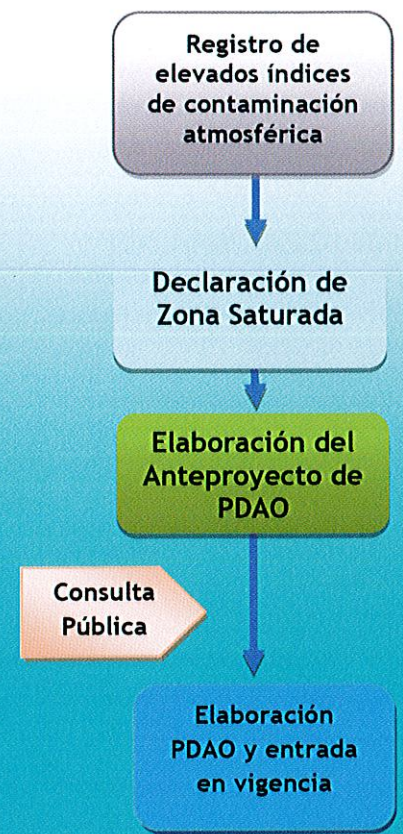 Registro de
elevados índices
de contaminación
atmosférica
Declaración de
Zona Saturada
Elaboración del
Anteproyecto de
PDAO
Consulta
Pública
Elaboración
PDAO y entrada
en vigencia